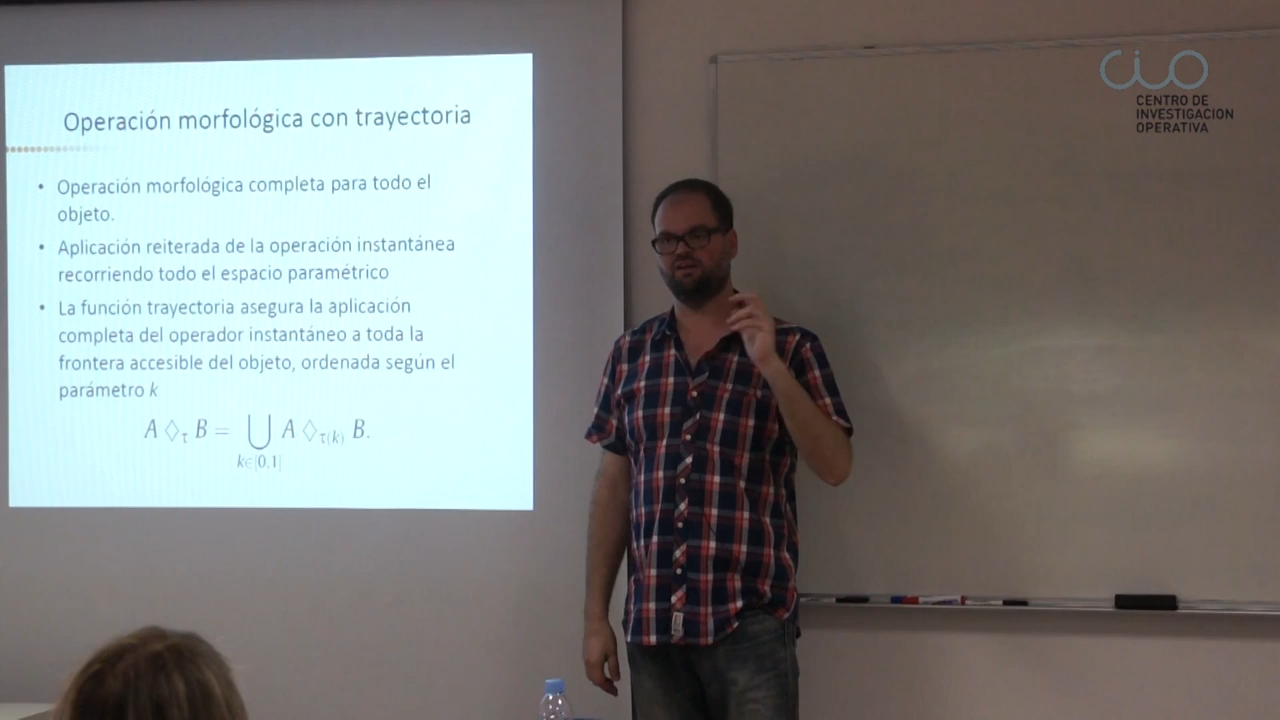 Operación morfológica con trayectoria
• Operación morfológica completa para todo el
objeto.
• Aplicación reiterada de la operación instantánea
recorriendo todo el espacio paramétrico
• La función trayectoria asegura la aplicación
completa del operador instantáneo a toda la
frontera accesible del objeto, ordenada según el
parámetro k
A ◇τ B = ⋃ A ◇τ(k) B.
k∈[0,1]
CIO
CENTRO DE
INVESTIGACION
OPERATIVA